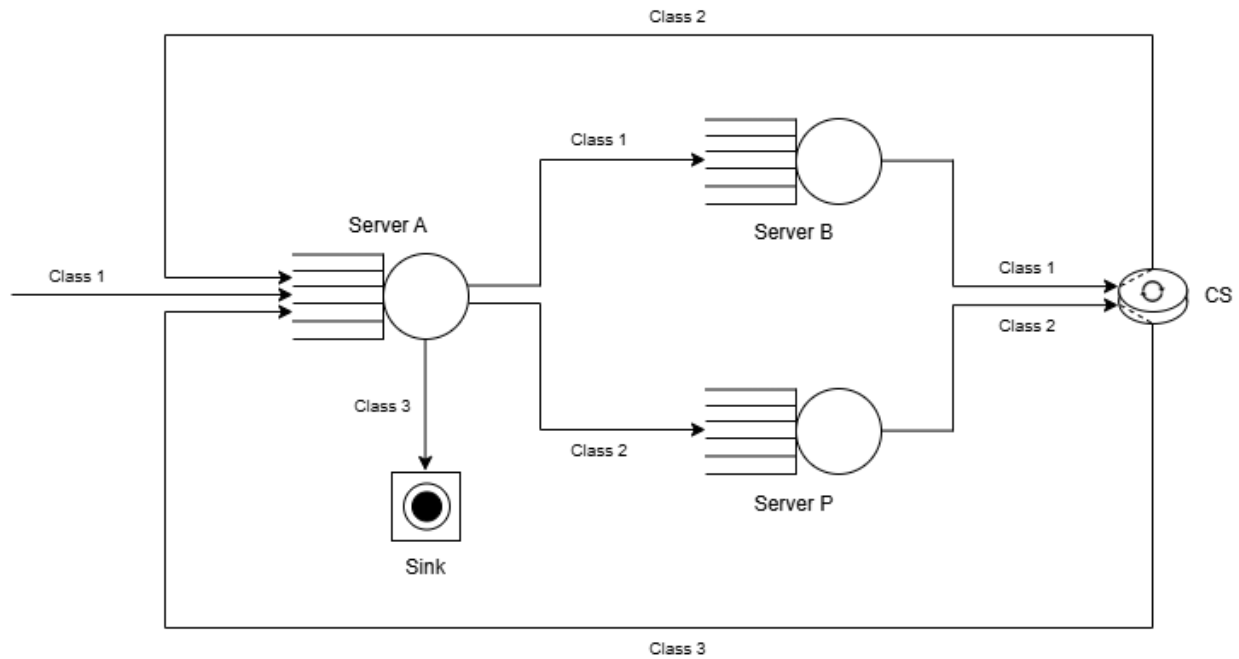 Class 2
Class 1
Server A
Server B
Class 1
Class 1
CS
Class 2
Class 3
Class 2
Server P
Sink
Class 3